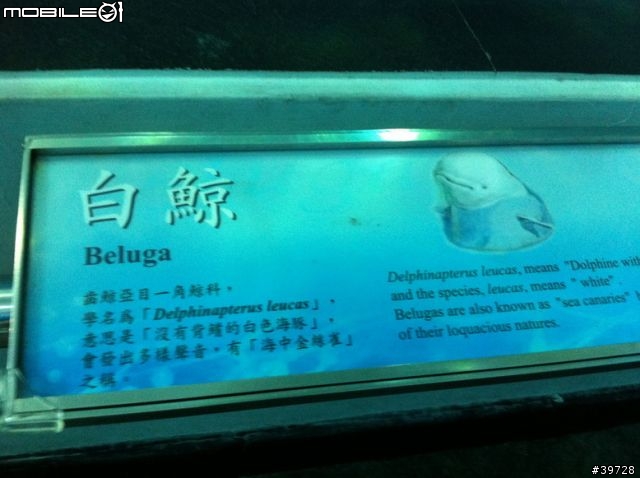 MOBILE01
白鯨
Beluga
齒鯨亞目一角鯨科，
學名為「Delphinapterus leucas」，
意思是「沒有背鰭的白色海豚」，
會發出多樣聲音，有「海中金絲雀」
之稱。
Delphinapterus leucas, means "Dolphine with
and the species, leucas, means " white" .
Belugas are also known as "sea canaries"
of their loquacious natures.
#39728